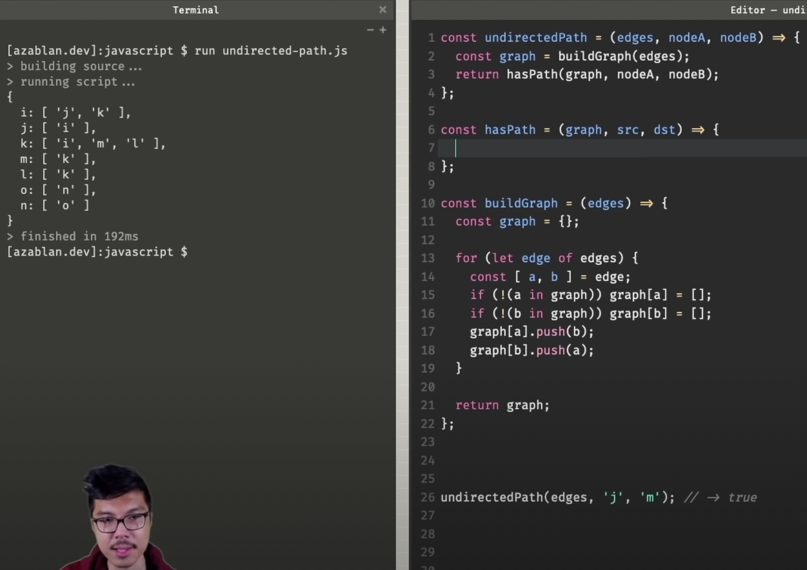 Terminal
×
− +
[azablan.dev]:javascript $ run undirected-path.js
> building source...
> running script...
{
  i: [ 'j', 'k' ],
  j: [ 'i' ],
  k: [ 'i', 'm', 'l' ],
  m: [ 'k' ],
  l: [ 'k' ],
  o: [ 'n' ],
  n: [ 'o' ]
}
> finished in 192ms
[azablan.dev]:javascript $
Editor — undi
1 const undirectedPath = (edges, nodeA, nodeB) => {
2   const graph = buildGraph(edges);
3   return hasPath(graph, nodeA, nodeB);
4 };
5
6 const hasPath = (graph, src, dst) => {
7
8 };
9
10 const buildGraph = (edges) => {
11   const graph = {};
12
13   for (let edge of edges) {
14     const [ a, b ] = edge;
15     if (!(a in graph)) graph[a] = [];
16     if (!(b in graph)) graph[b] = [];
17     graph[a].push(b);
18     graph[b].push(a);
19   }
20
21   return graph;
22 };
23
24
25
26 undirectedPath(edges, 'j', 'm'); // -> true
27
28
29